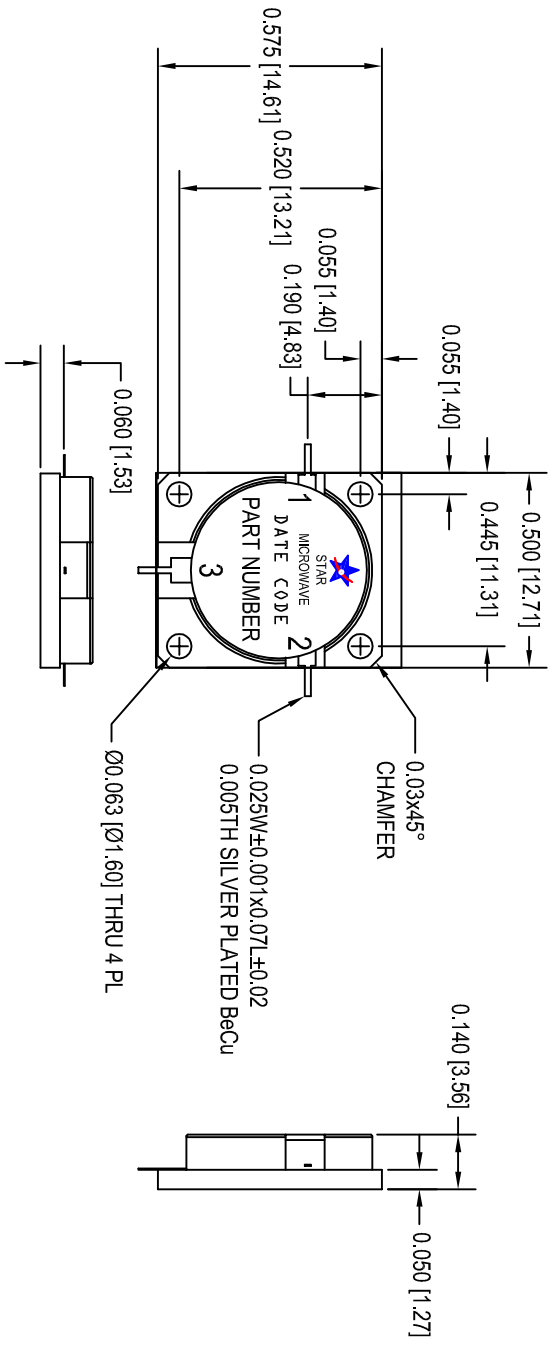 0.575 [14.61]
0.520 [13.21]
0.055 [1.40]
0.190 [4.83]
0.055 [1.40]
0.500 [12.71]
0.445 [11.31]
0.060 [1.53]
STAR
MICROWAVE
1 DATE CODE 2
PART NUMBER
3
0.03x45°
CHAMFER
0.025W±0.001x0.07L±0.02
0.005TH SILVER PLATED BeCu
Ø0.063 [Ø1.60] THRU 4 PL
0.140 [3.56]
0.050 [1.27]